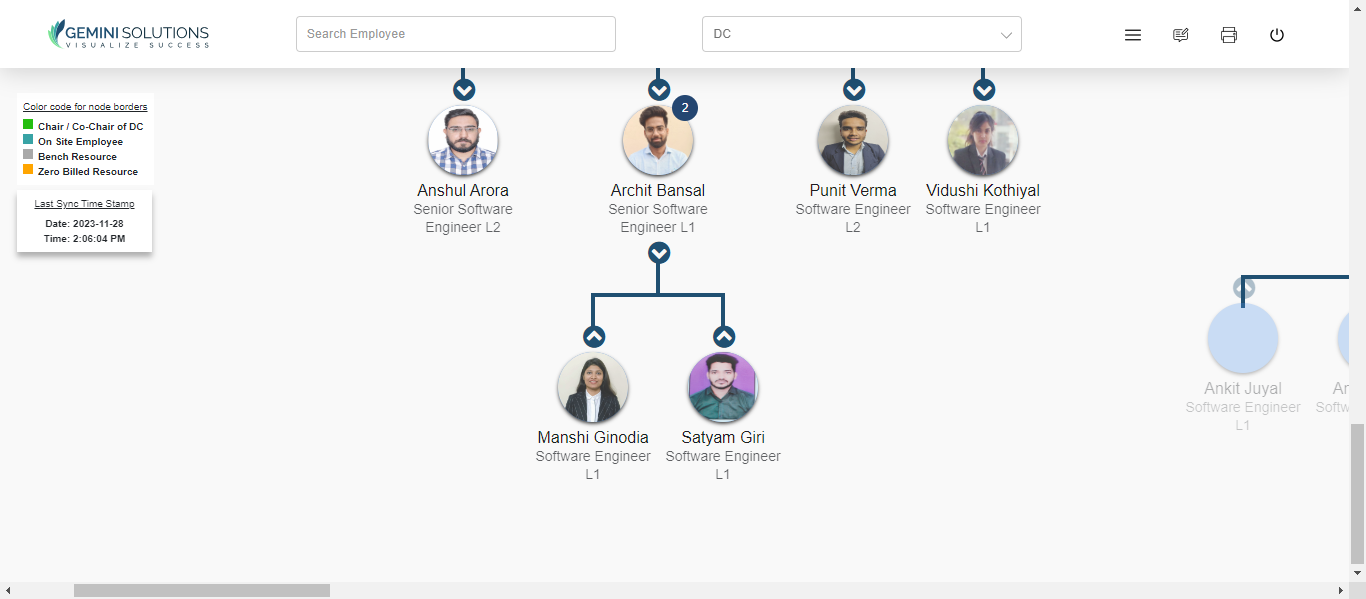 GEMINI SOLUTIONS
VISUALIZE SUCCESS
Search Employee
DC
Color code for node borders
Chair / Co-Chair of DC
On Site Employee
Bench Resource
Zero Billed Resource
Last Sync Time Stamp
Date: 2023-11-28
Time: 2:06:04 PM
Anshul Arora
Senior Software
Engineer L2
2
Archit Bansal
Senior Software
Engineer L1
Punit Verma
Software Engineer
L2
Vidushi Kothiyal
Software Engineer
L1
Manshi Ginodia
Software Engineer
L1
Satyam Giri
Software Engineer
L1
Ankit Juyal
Software Engineer
L1